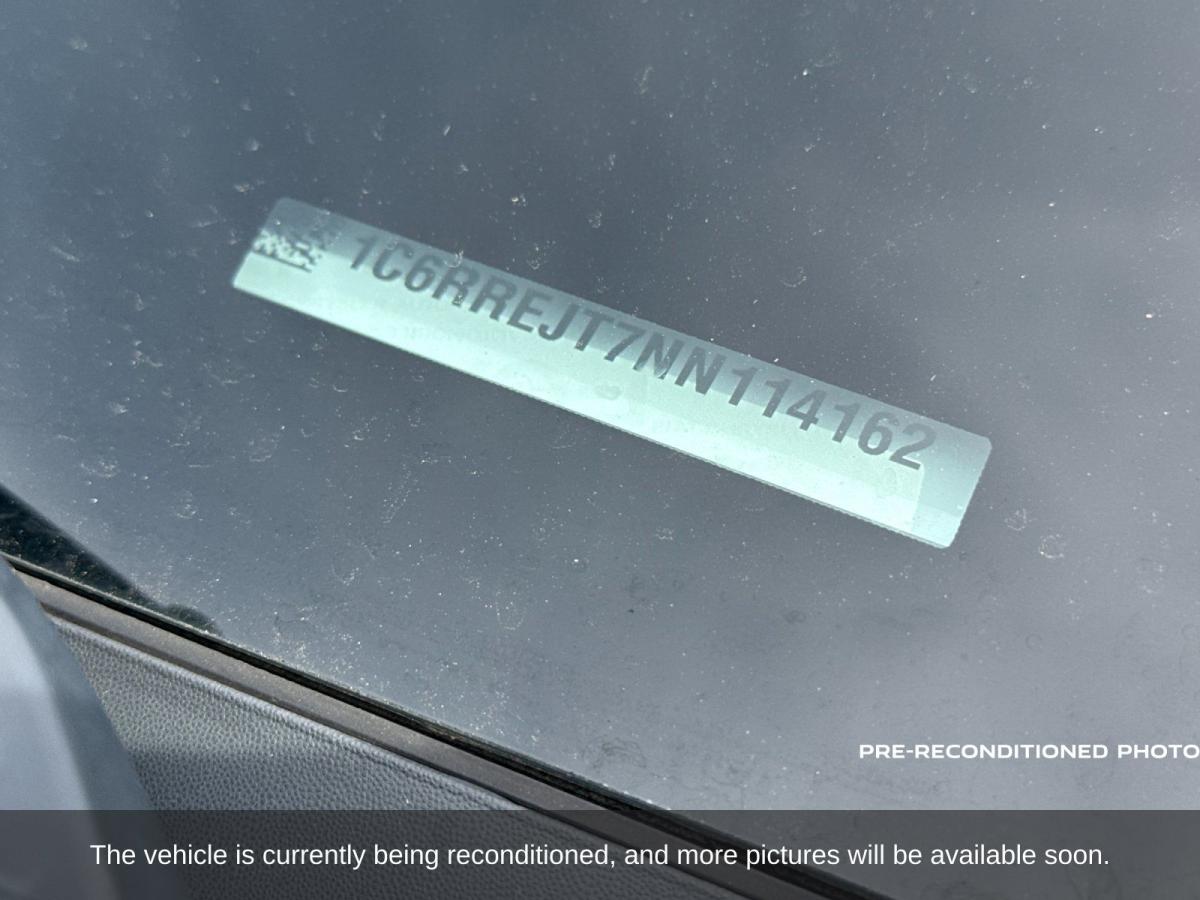 1C6RREJT7NN114162
PRE-RECONDITIONED PHOTO
The vehicle is currently being reconditioned, and more pictures will be available soon.